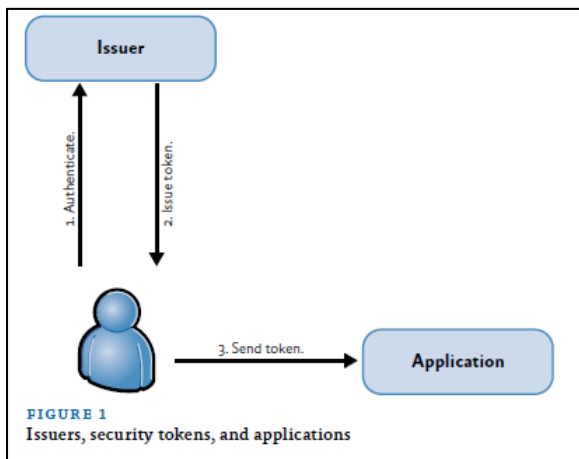 Issuer
1. Authenticate.
2. Issue token.
3. Send token.
Application
FIGURE 1
Issuers, security tokens, and applications